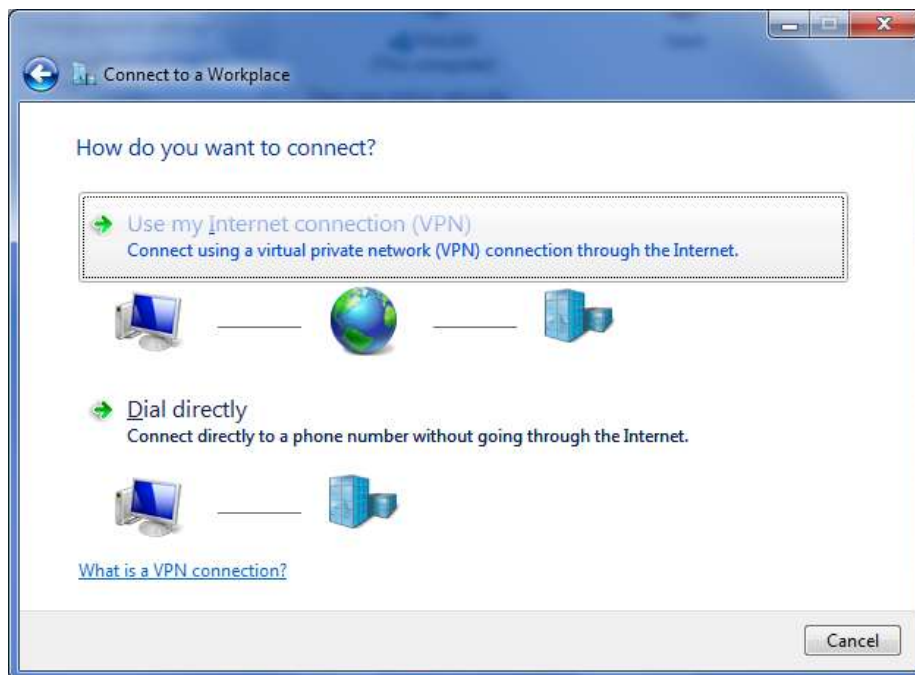 Connect to a Workplace
How do you want to connect?
Use my Internet connection (VPN)
Connect using a virtual private network (VPN) connection through the Internet.
Dial directly
Connect directly to a phone number without going through the Internet.
What is a VPN connection?
Cancel